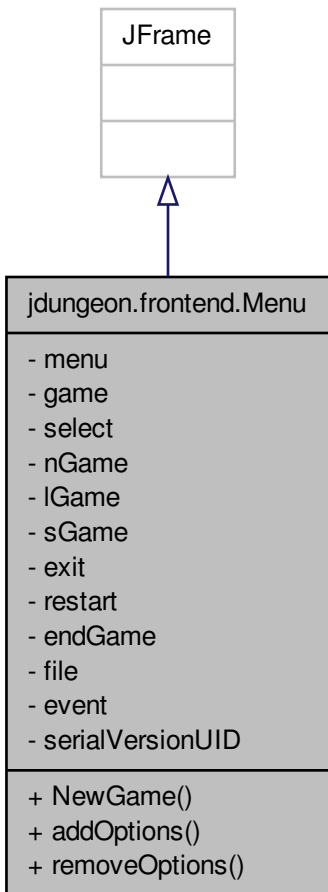 JFrame
jdungeon.frontend.Menu
- menu
- game
- select
- nGame
- lGame
- sGame
- exit
- restart
- endGame
- file
- event
- serialVersionUID
+ NewGame()
+ addOptions()
+ removeOptions()